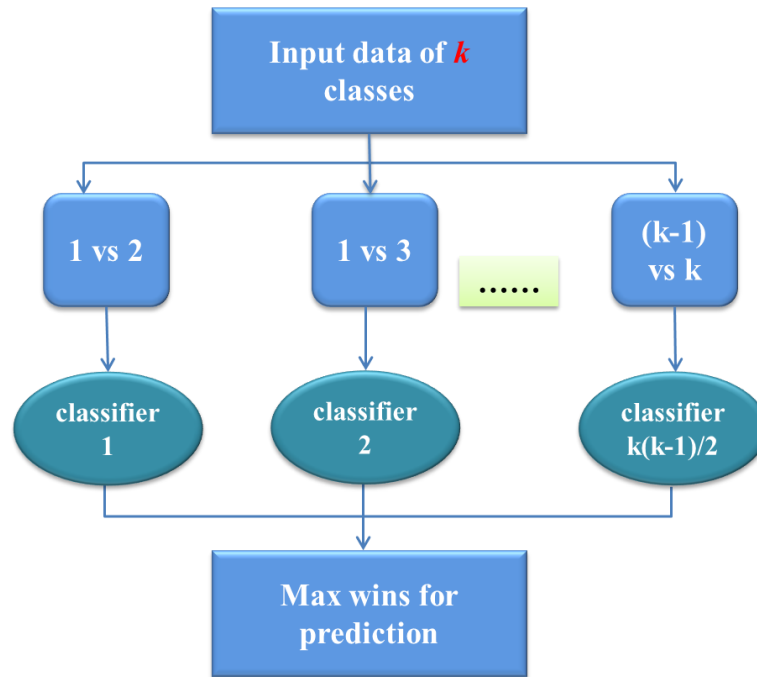 Input data of k
classes
1 vs 2
1 vs 3
......
(k-1)
vs k
classifier
1
classifier
2
classifier
k(k-1)/2
Max wins for
prediction